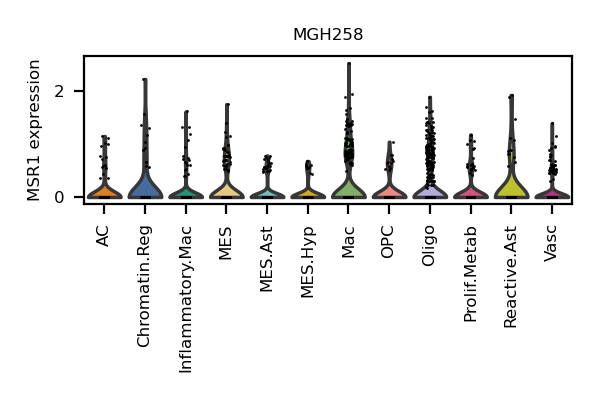 MGH258
MSR1 expression
2
0
AC
Chromatin.Reg
Inflammatory.Mac
MES
MES.Ast
MES.Hyp
Mac
OPC
Oligo
Prolif.Metab
Reactive.Ast
Vasc